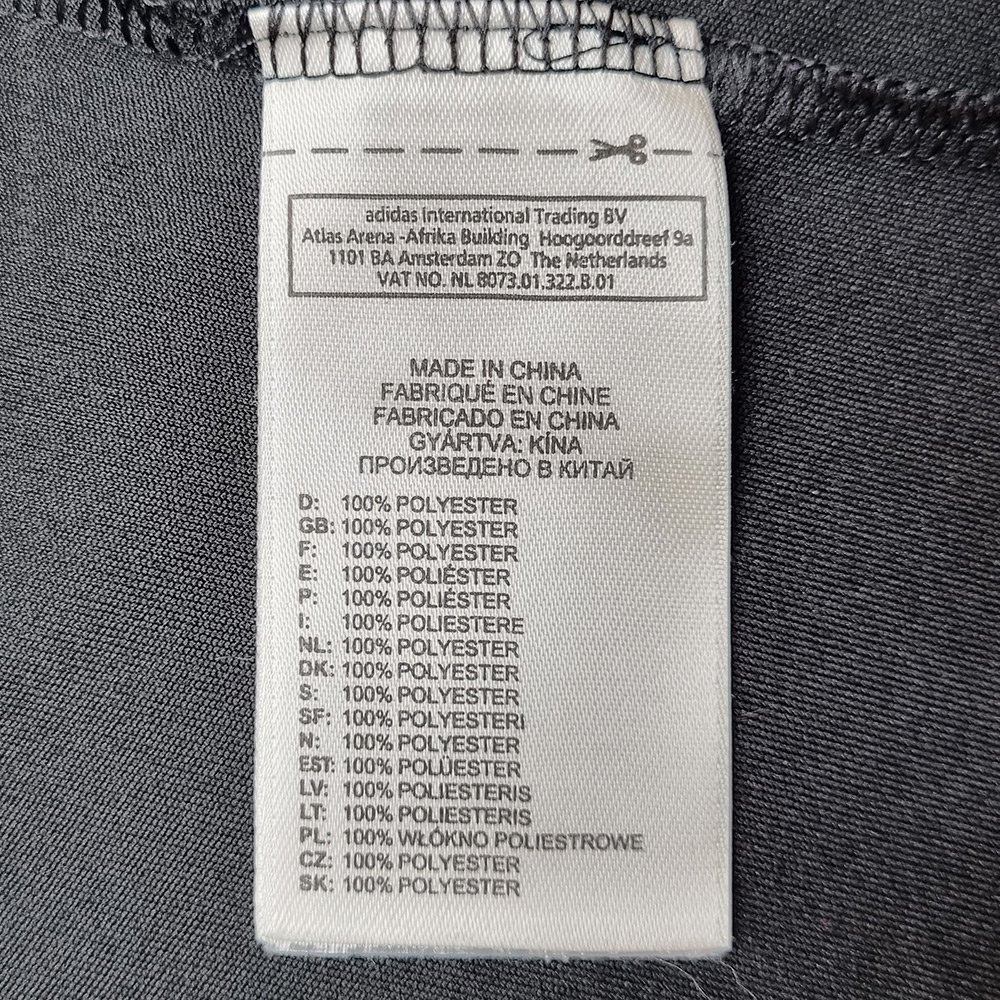 adidas International Trading BV
Atlas Arena -Afrika Building Hoogoorddreef 9a
1101 BA Amsterdam ZO The Netherlands
VAT NO. NL 8073.01.322.B.01
MADE IN CHINA
FABRIQUÉ EN CHINE
FABRICADO EN CHINA
GYÁRTVA: KÍNA
ПРОИЗВЕДЕНО В КИТАЙ
D: 100% POLYESTER
GB: 100% POLYESTER
F: 100% POLYESTER
E: 100% POLIÉSTER
P: 100% POLIÉSTER
I: 100% POLIESTERE
NL: 100% POLYESTER
DK: 100% POLYESTER
S: 100% POLYESTER
SF: 100% POLYESTERI
N: 100% POLYESTER
EST: 100% POLÜESTER
LV: 100% POLIESTERIS
LT: 100% POLIESTERIS
PL: 100% WŁÓKNO POLIESTROWE
CZ: 100% POLYESTER
SK: 100% POLYESTER